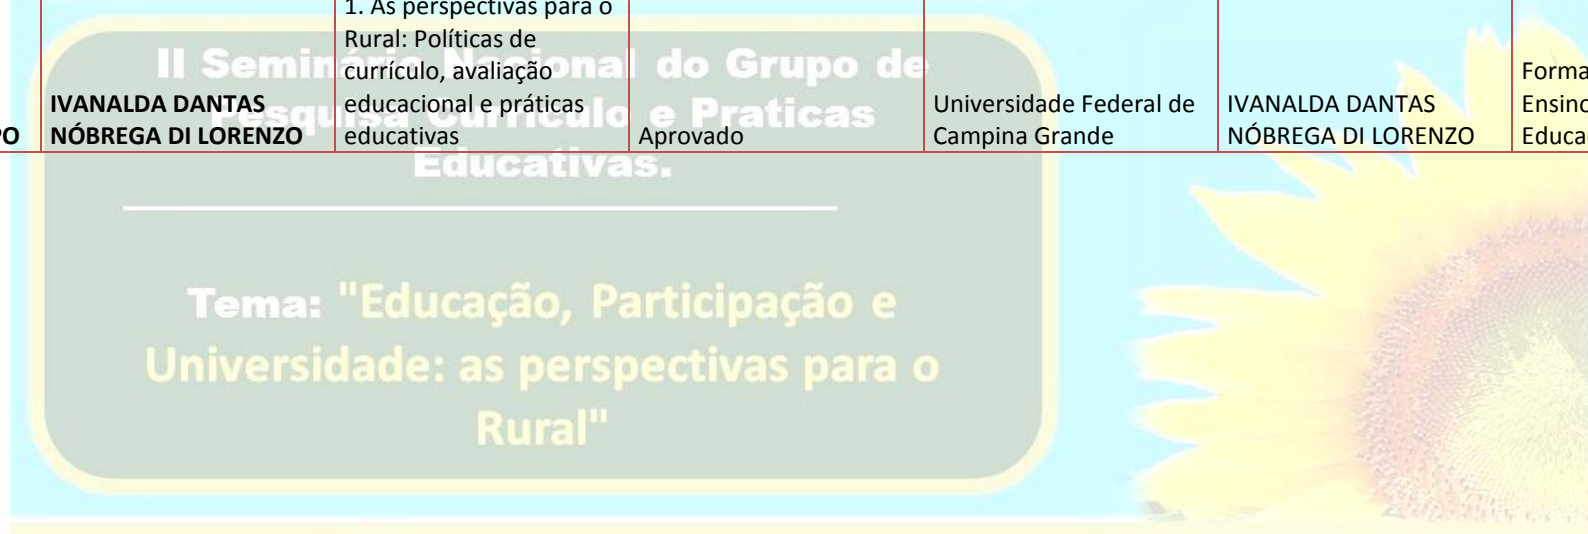 PO
IVANALDA DANTAS
NÓBREGA DI LORENZO
1. As perspectivas para o
Rural: Políticas de
currículo, avaliação
educacional e práticas
educativas
Aprovado
Universidade Federal de
Campina Grande
IVANALDA DANTAS
NÓBREGA DI LORENZO
Forma
Ensino
Educa
II Seminário Nacional do Grupo de
Pesquisa Currículo e Praticas
Educativas.
Tema: "Educação, Participação e
Universidade: as perspectivas para o
Rural"